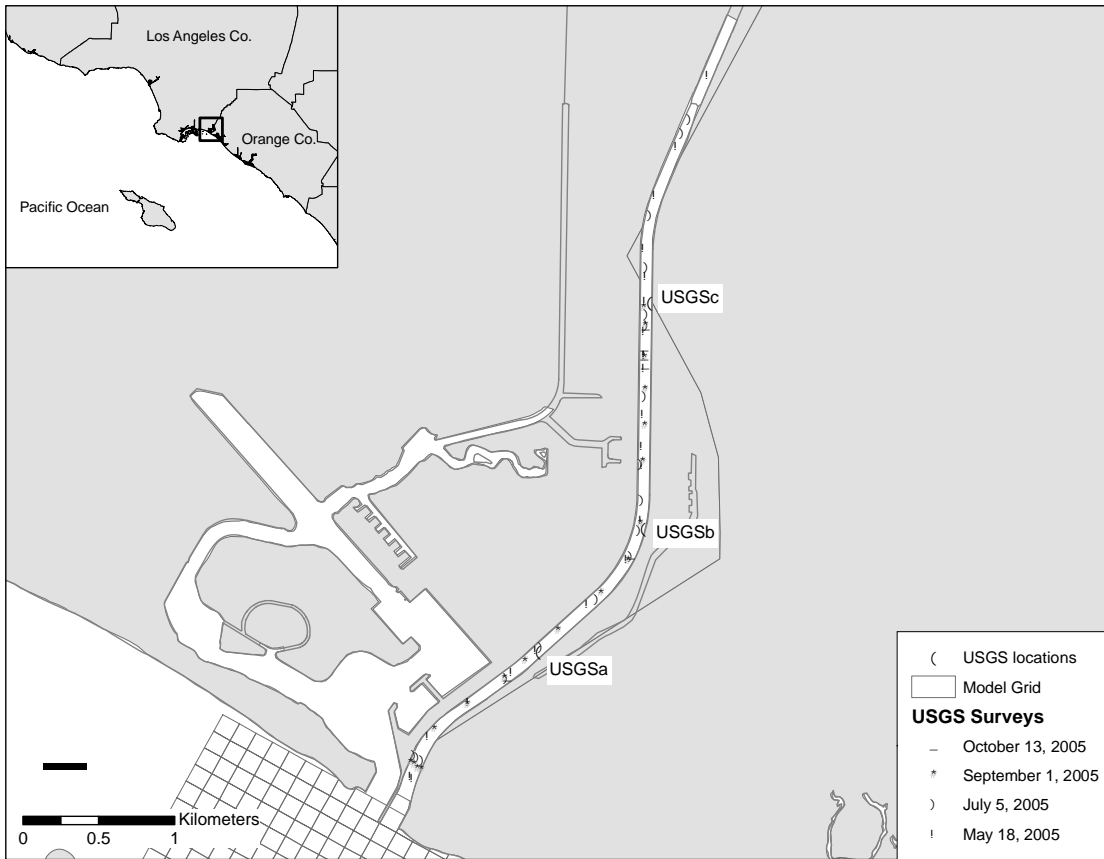 Los Angeles Co.
Orange Co.
Pacific Ocean
USGSc
USGSb
USGSa
Kilometers
0 0.5 1
USGS locations
Model Grid
USGS Surveys
October 13, 2005
September 1, 2005
July 5, 2005
May 18, 2005